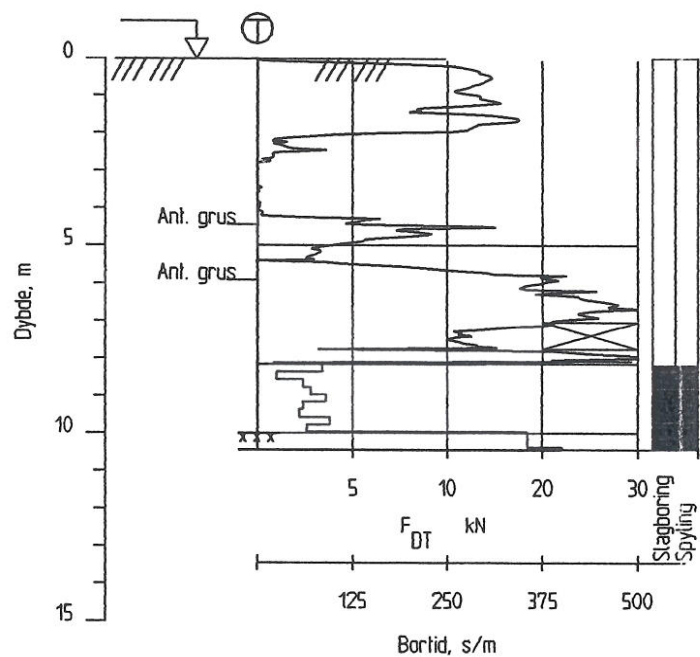 T
0
Ant. grus
5
Ant. grus
Dybde, m
10
x x x
5 10 20 30
F DT kN
Slagboring
Spyling
125 250 375 500
15
Bortid, s/m